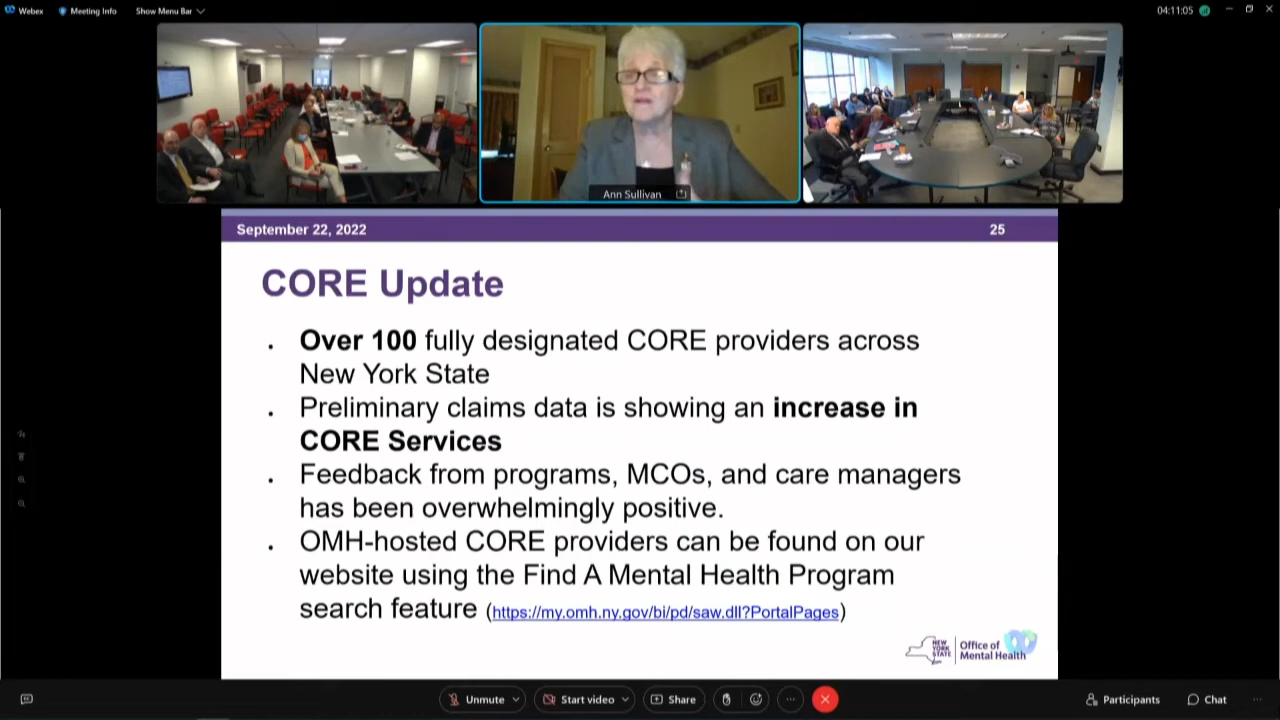 Webex
Meeting Info
Show Menu Bar
04:11:05
Ann Sullivan
September 22, 2022
25
CORE Update
Over 100 fully designated CORE providers across
New York State
Preliminary claims data is showing an increase in
CORE Services
Feedback from programs, MCOs, and care managers
has been overwhelmingly positive.
OMH-hosted CORE providers can be found on our
website using the Find A Mental Health Program
search feature (https://my.omh.ny.gov/bi/pd/saw.dll?PortalPages)
NEW
YORK
STATE
Office of
Mental Health
Unmute
Start video
Share
Participants
Chat